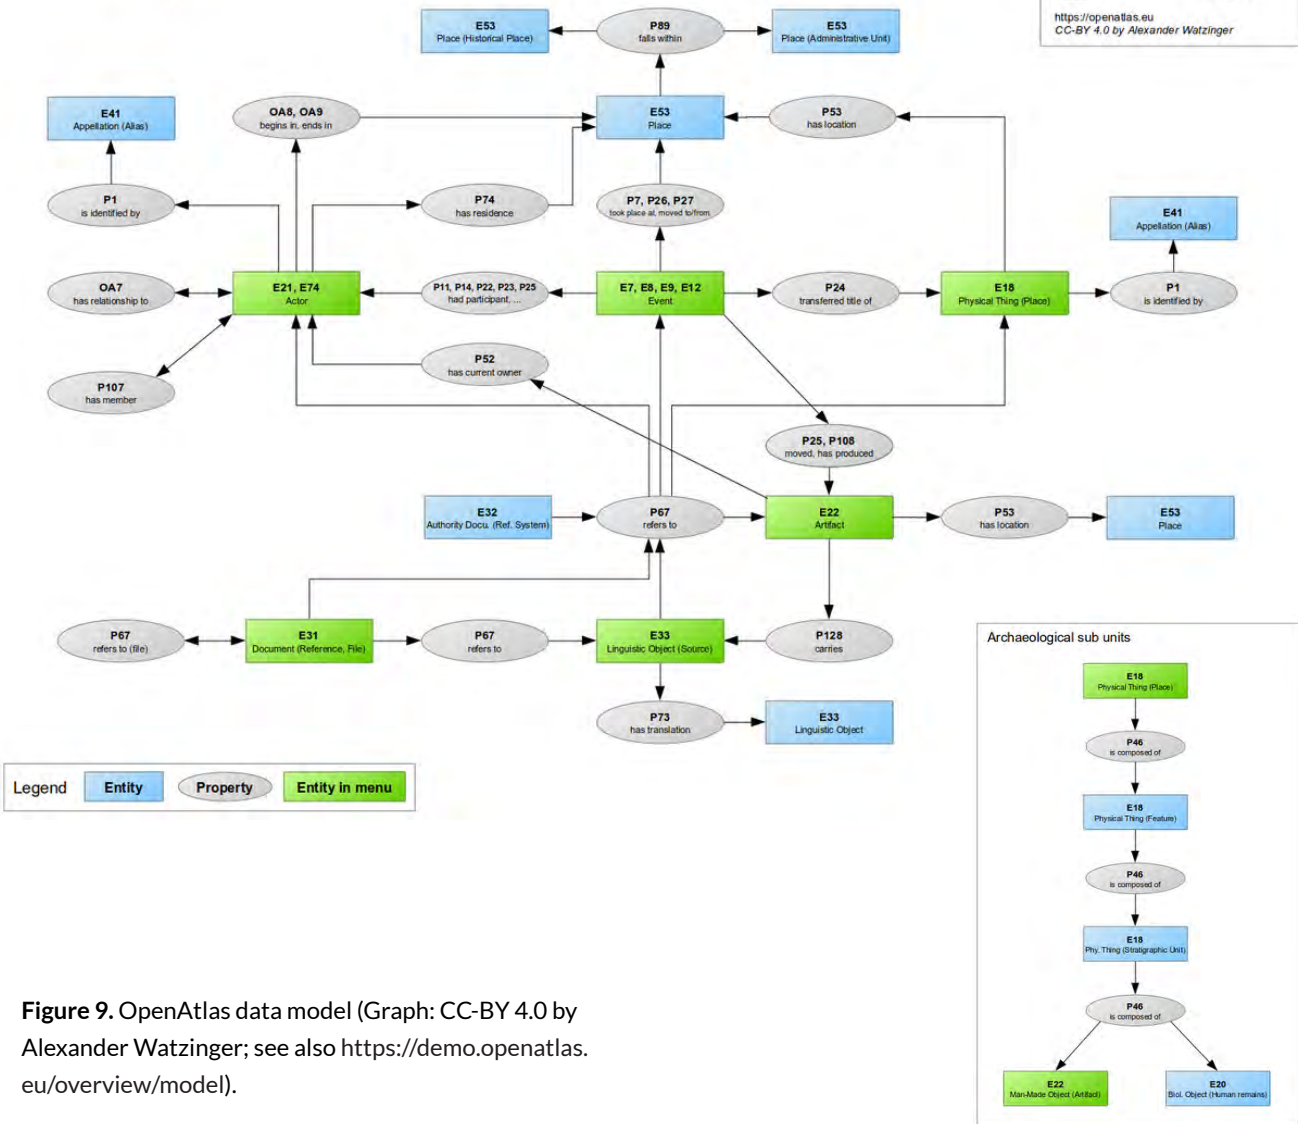 https://openatlas.eu
CC-BY 4.0 by Alexander Watzinger
E53
Place (Historical Place)
P89
falls within
E53
Place (Administrative Unit)
E41
Appellation (Alias)
OA8, OA9
begins in, ends in
E53
Place
P53
has location
P1
is identified by
P74
has residence
P7, P26, P27
took place at, moved to/from
E41
Appellation (Alias)
OA7
has relationship to
E21, E74
Actor
P11, P14, P22, P23, P25
had participant, ...
E7, E8, E9, E12
Event
P24
transferred title of
E18
Physical Thing (Place)
P1
is identified by
P52
has current owner
P107
has member
P25, P108
moved, has produced
E32
Authority Docu. (Ref. System)
P67
refers to
E22
Artifact
P53
has location
E53
Place
P67
refers to (file)
E31
Document (Reference, File)
P67
refers to
E33
Linguistic Object (Source)
P128
carries
P73
has translation
E33
Linguistic Object
Legend
Entity
Property
Entity in menu
Archaeological sub units
E18
Physical Thing (Place)
P46
is composed of
E18
Physical Thing (Feature)
P46
is composed of
E18
Phy. Thing (Stratigraphic Unit)
P46
is composed of
E22
Man-Made Object (Artifact)
E20
Biol. Object (Human remains)
Figure 9. OpenAtlas data model (Graph: CC-BY 4.0 by
Alexander Watzinger; see also https://demo.openatlas.
eu/overview/model).